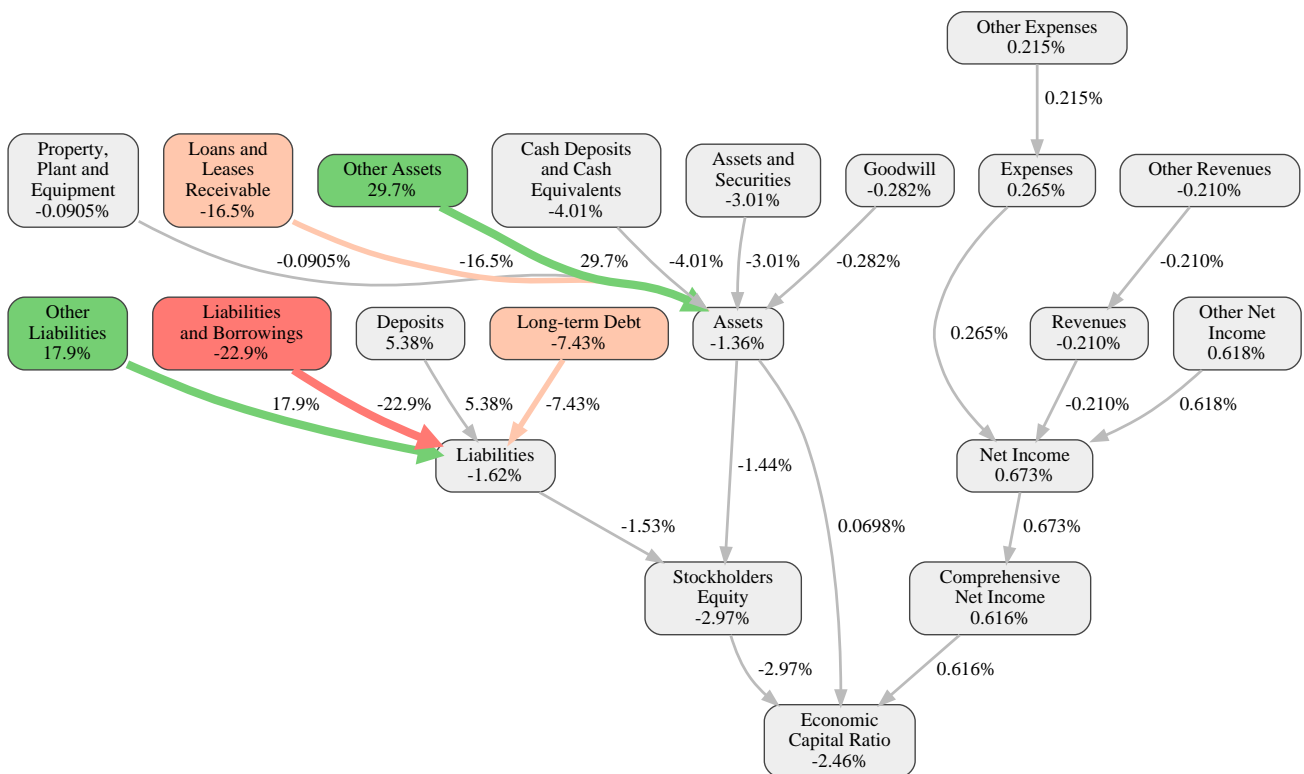 Other Expenses
0.215%
0.215%
Property,
Plant and
Equipment
-0.0905%
Loans and
Leases
Receivable
-16.5%
Other Assets
29.7%
Cash Deposits
and Cash
Equivalents
-4.01%
Assets and
Securities
-3.01%
Goodwill
-0.282%
Expenses
0.265%
Other Revenues
-0.210%
-0.0905%
-16.5%
29.7%
-4.01%
-3.01%
-0.282%
-0.210%
Other
Liabilities
17.9%
Liabilities
and Borrowings
-22.9%
Deposits
5.38%
Long-term Debt
-7.43%
Assets
-1.36%
0.265%
Revenues
-0.210%
Other Net
Income
0.618%
17.9%
-22.9%
5.38%
-7.43%
-0.210%
0.618%
Liabilities
-1.62%
-1.44%
Net Income
0.673%
-1.53%
0.0698%
0.673%
Stockholders
Equity
-2.97%
Comprehensive
Net Income
0.616%
-2.97%
0.616%
Economic
Capital Ratio
-2.46%